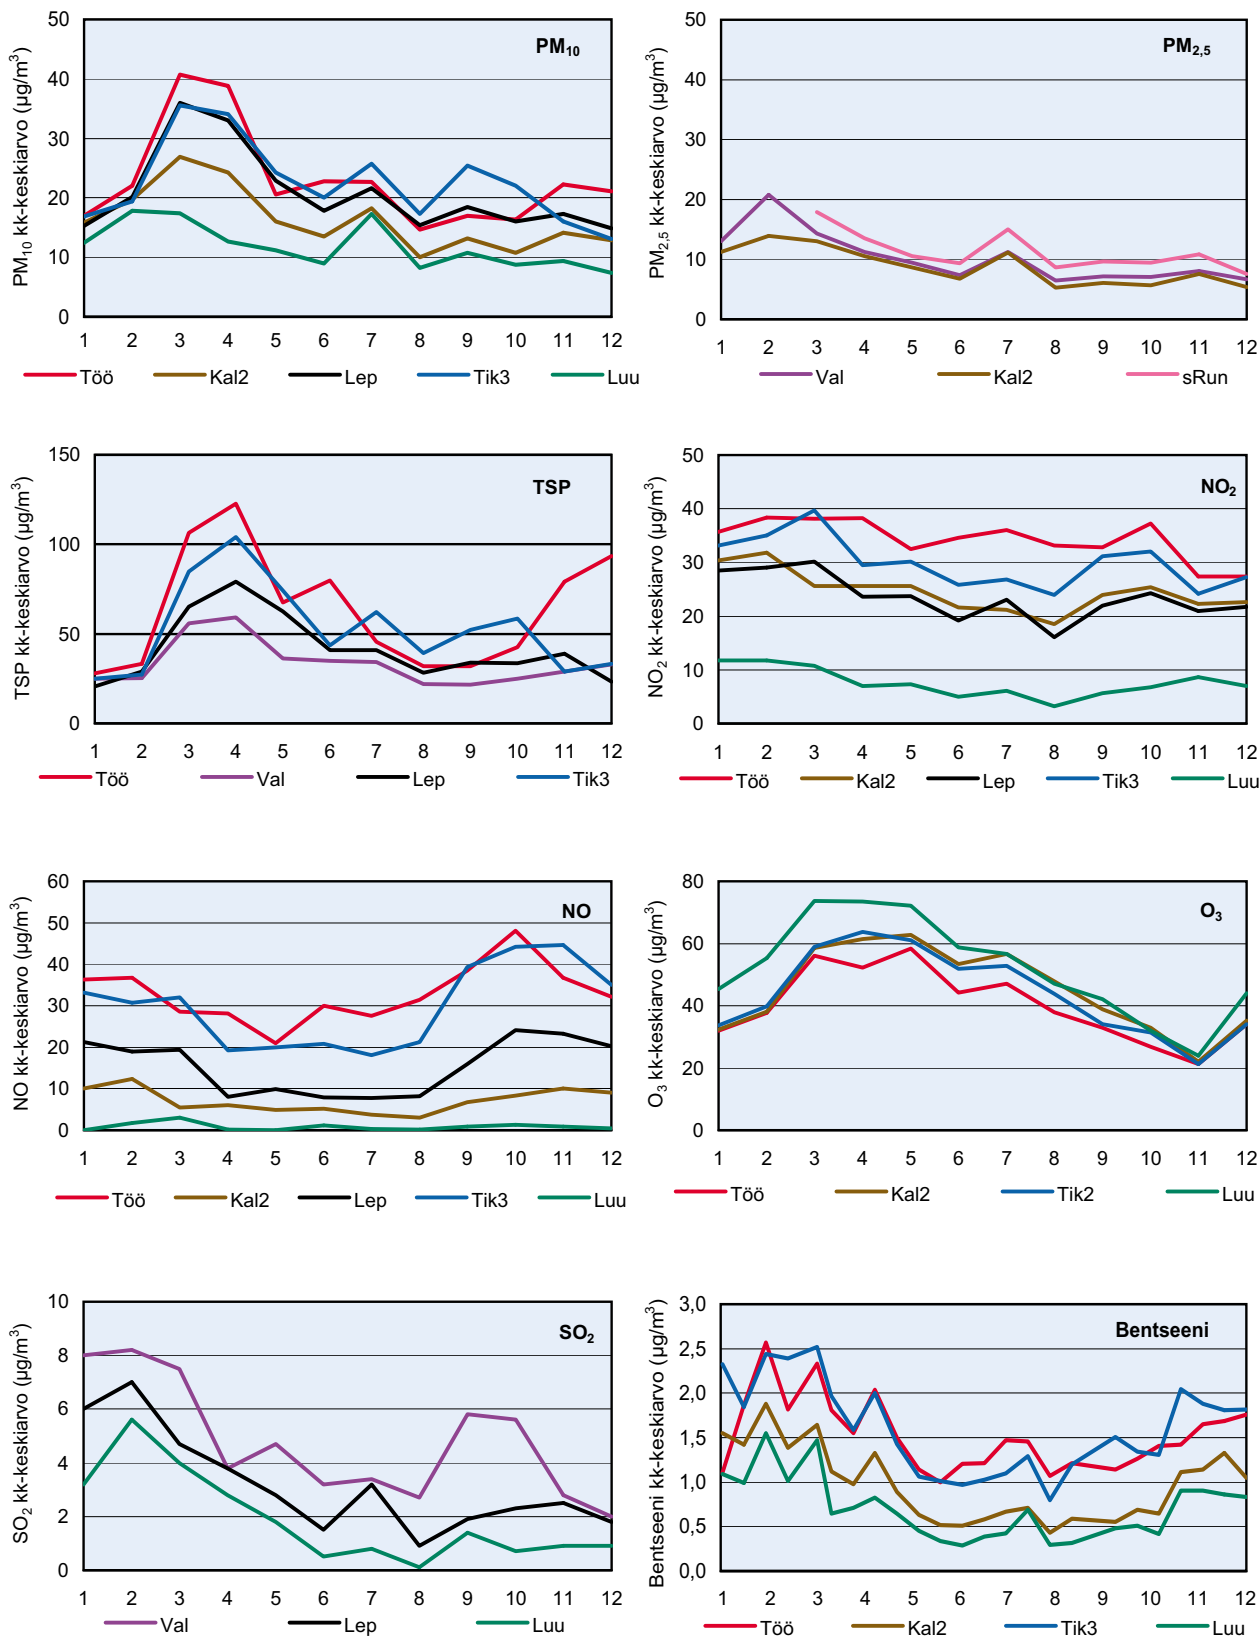 PM10
PM10 kk-keskiarvo (µg/m3)
50
40
30
20
10
0
1 2 3 4 5 6 7 8 9 10 11 12
Töö Kal2 Lep Tik3 Luu
PM2,5
PM2,5 kk-keskiarvo (µg/m3)
50
40
30
20
10
0
1 2 3 4 5 6 7 8 9 10 11 12
Val Kal2 sRun
TSP
TSP kk-keskiarvo (µg/m3)
150
100
50
0
1 2 3 4 5 6 7 8 9 10 11 12
Töö Val Lep Tik3
NO2
NO2 kk-keskiarvo (µg/m3)
50
40
30
20
10
0
1 2 3 4 5 6 7 8 9 10 11 12
Töö Kal2 Lep Tik3 Luu
NO
NO kk-keskiarvo (µg/m3)
60
50
40
30
20
10
0
1 2 3 4 5 6 7 8 9 10 11 12
Töö Kal2 Lep Tik3 Luu
O3
O3 kk-keskiarvo (µg/m3)
80
60
40
20
0
1 2 3 4 5 6 7 8 9 10 11 12
Töö Kal2 Tik2 Luu
SO2
SO2 kk-keskiarvo (µg/m3)
10
8
6
4
2
0
1 2 3 4 5 6 7 8 9 10 11 12
Val Lep Luu
Bentseeni
Bentseeni kk-keskiarvo (µg/m3)
3,0
2,5
2,0
1,5
1,0
0,5
0,0
1 2 3 4 5 6 7 8 9 10 11 12
Töö Kal2 Tik3 Luu